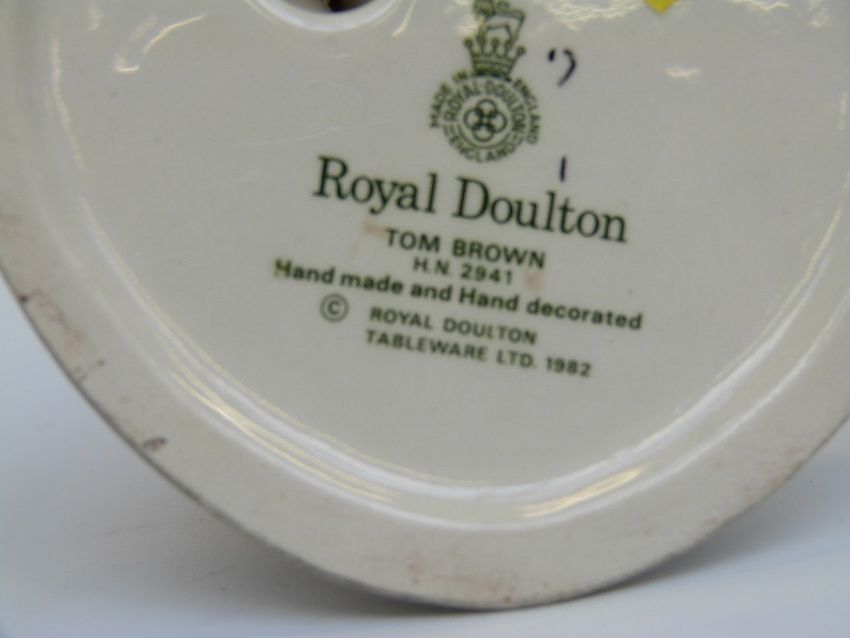 MADE IN ENGLAND
ROYAL DOULTON
ENGLAND
Royal Doulton
TOM BROWN
H.N. 2941
Hand made and Hand decorated
© ROYAL DOULTON
TABLEWARE LTD. 1982